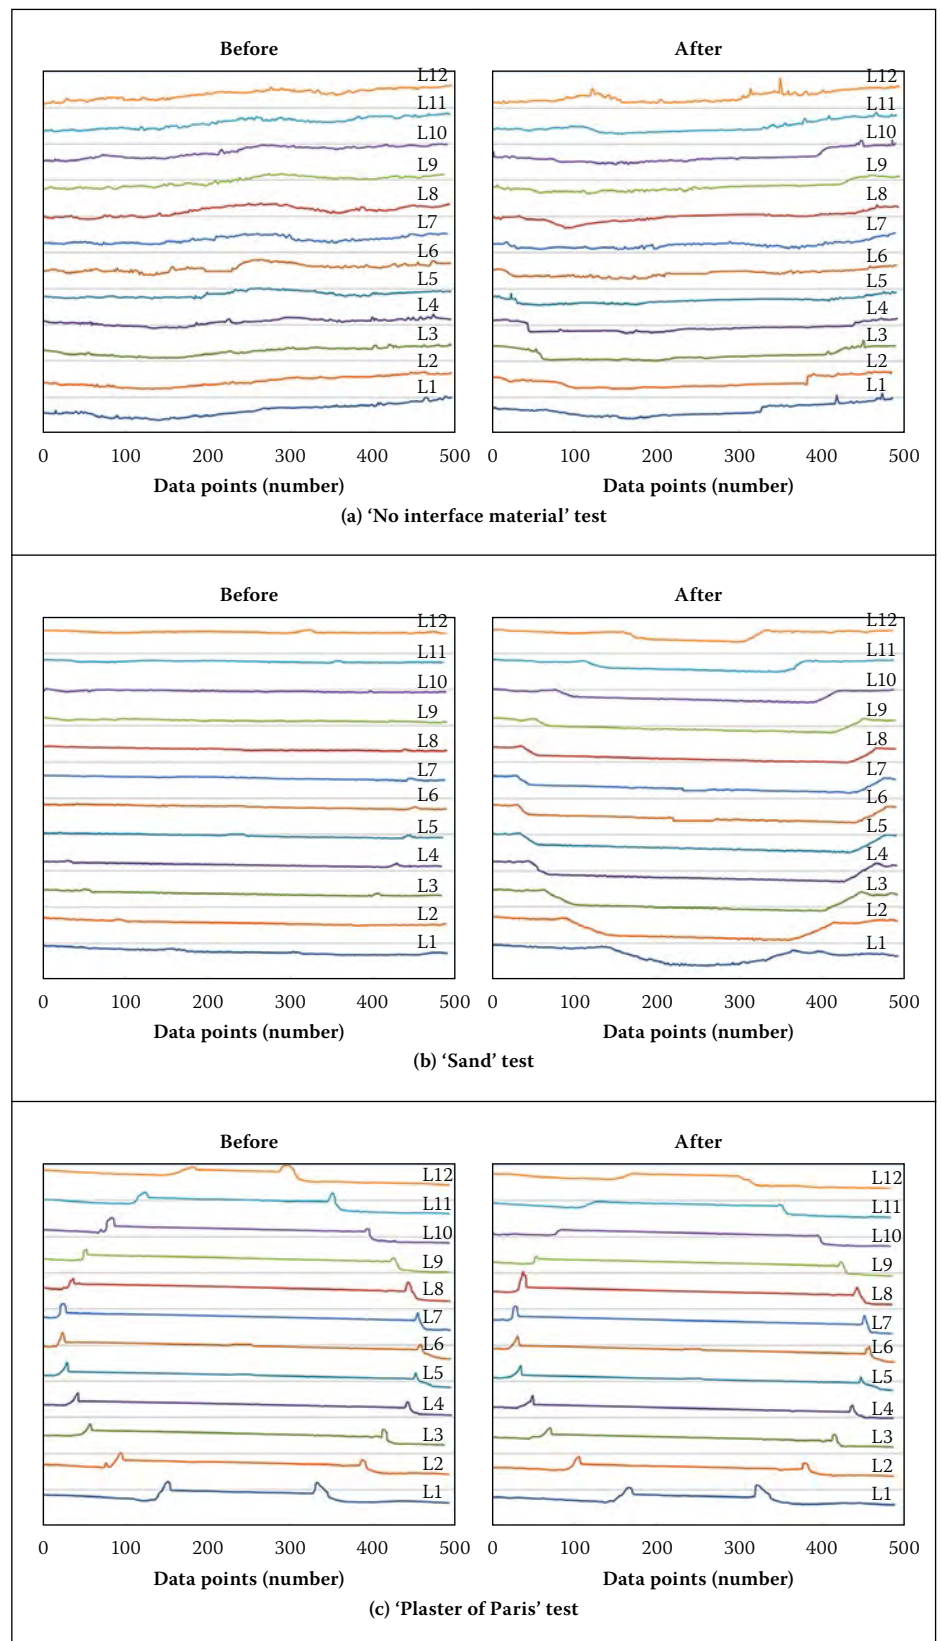 Before After
L12 L12
L11 L11
L10 L10
L9 L9
L8 L8
L7 L7
L6 L6
L5 L5
L4 L4
L3 L3
L2 L2
L1 L1
0 100 200 300 400 500 0 100 200 300 400 500
Data points (number) Data points (number)
(a) ‘No interface material’ test
Before After
L12 L12
L11 L11
L10 L10
L9 L9
L8 L8
L7 L7
L6 L6
L5 L5
L4 L4
L3 L3
L2 L2
L1 L1
0 100 200 300 400 500 0 100 200 300 400 500
Data points (number) Data points (number)
(b) ‘Sand’ test
Before After
L12 L12
L11 L11
L10 L10
L9 L9
L8 L8
L7 L7
L6 L6
L5 L5
L4 L4
L3 L3
L2 L2
L1 L1
0 100 200 300 400 500 0 100 200 300 400 500
Data points (number) Data points (number)
(c) ‘Plaster of Paris’ test